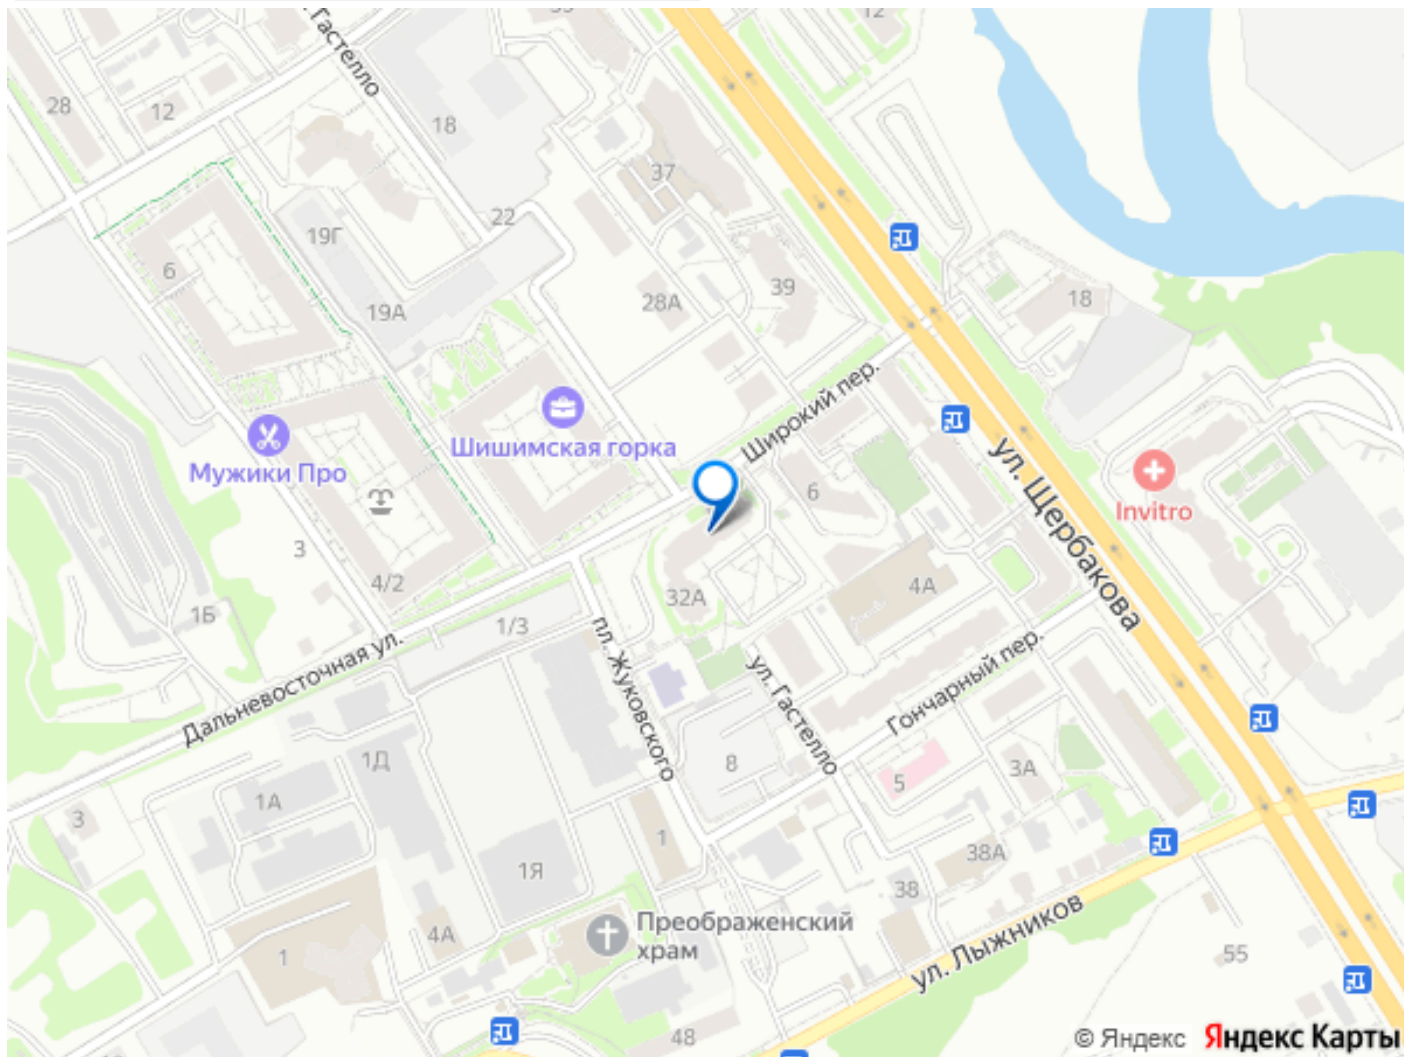 ул. Гастелло
12
28
12
18
37
22
19Г
6
39
18
28А
19А
Широкий пер.
Шишимская горка
Мужики Про
ул. Щербакова
6
Invitro
3
4/2
4А
32А
1Б
1/3
Дальневосточная ул.
пл. Жуковского
ул. Гастелло
Гончарный пер.
1Д
8
5
3А
1А
3
1
1Я
38А
38
Преображенский
храм
4А
ул. Лыжников
1
55
48
© Яндекс Яндекс Карты